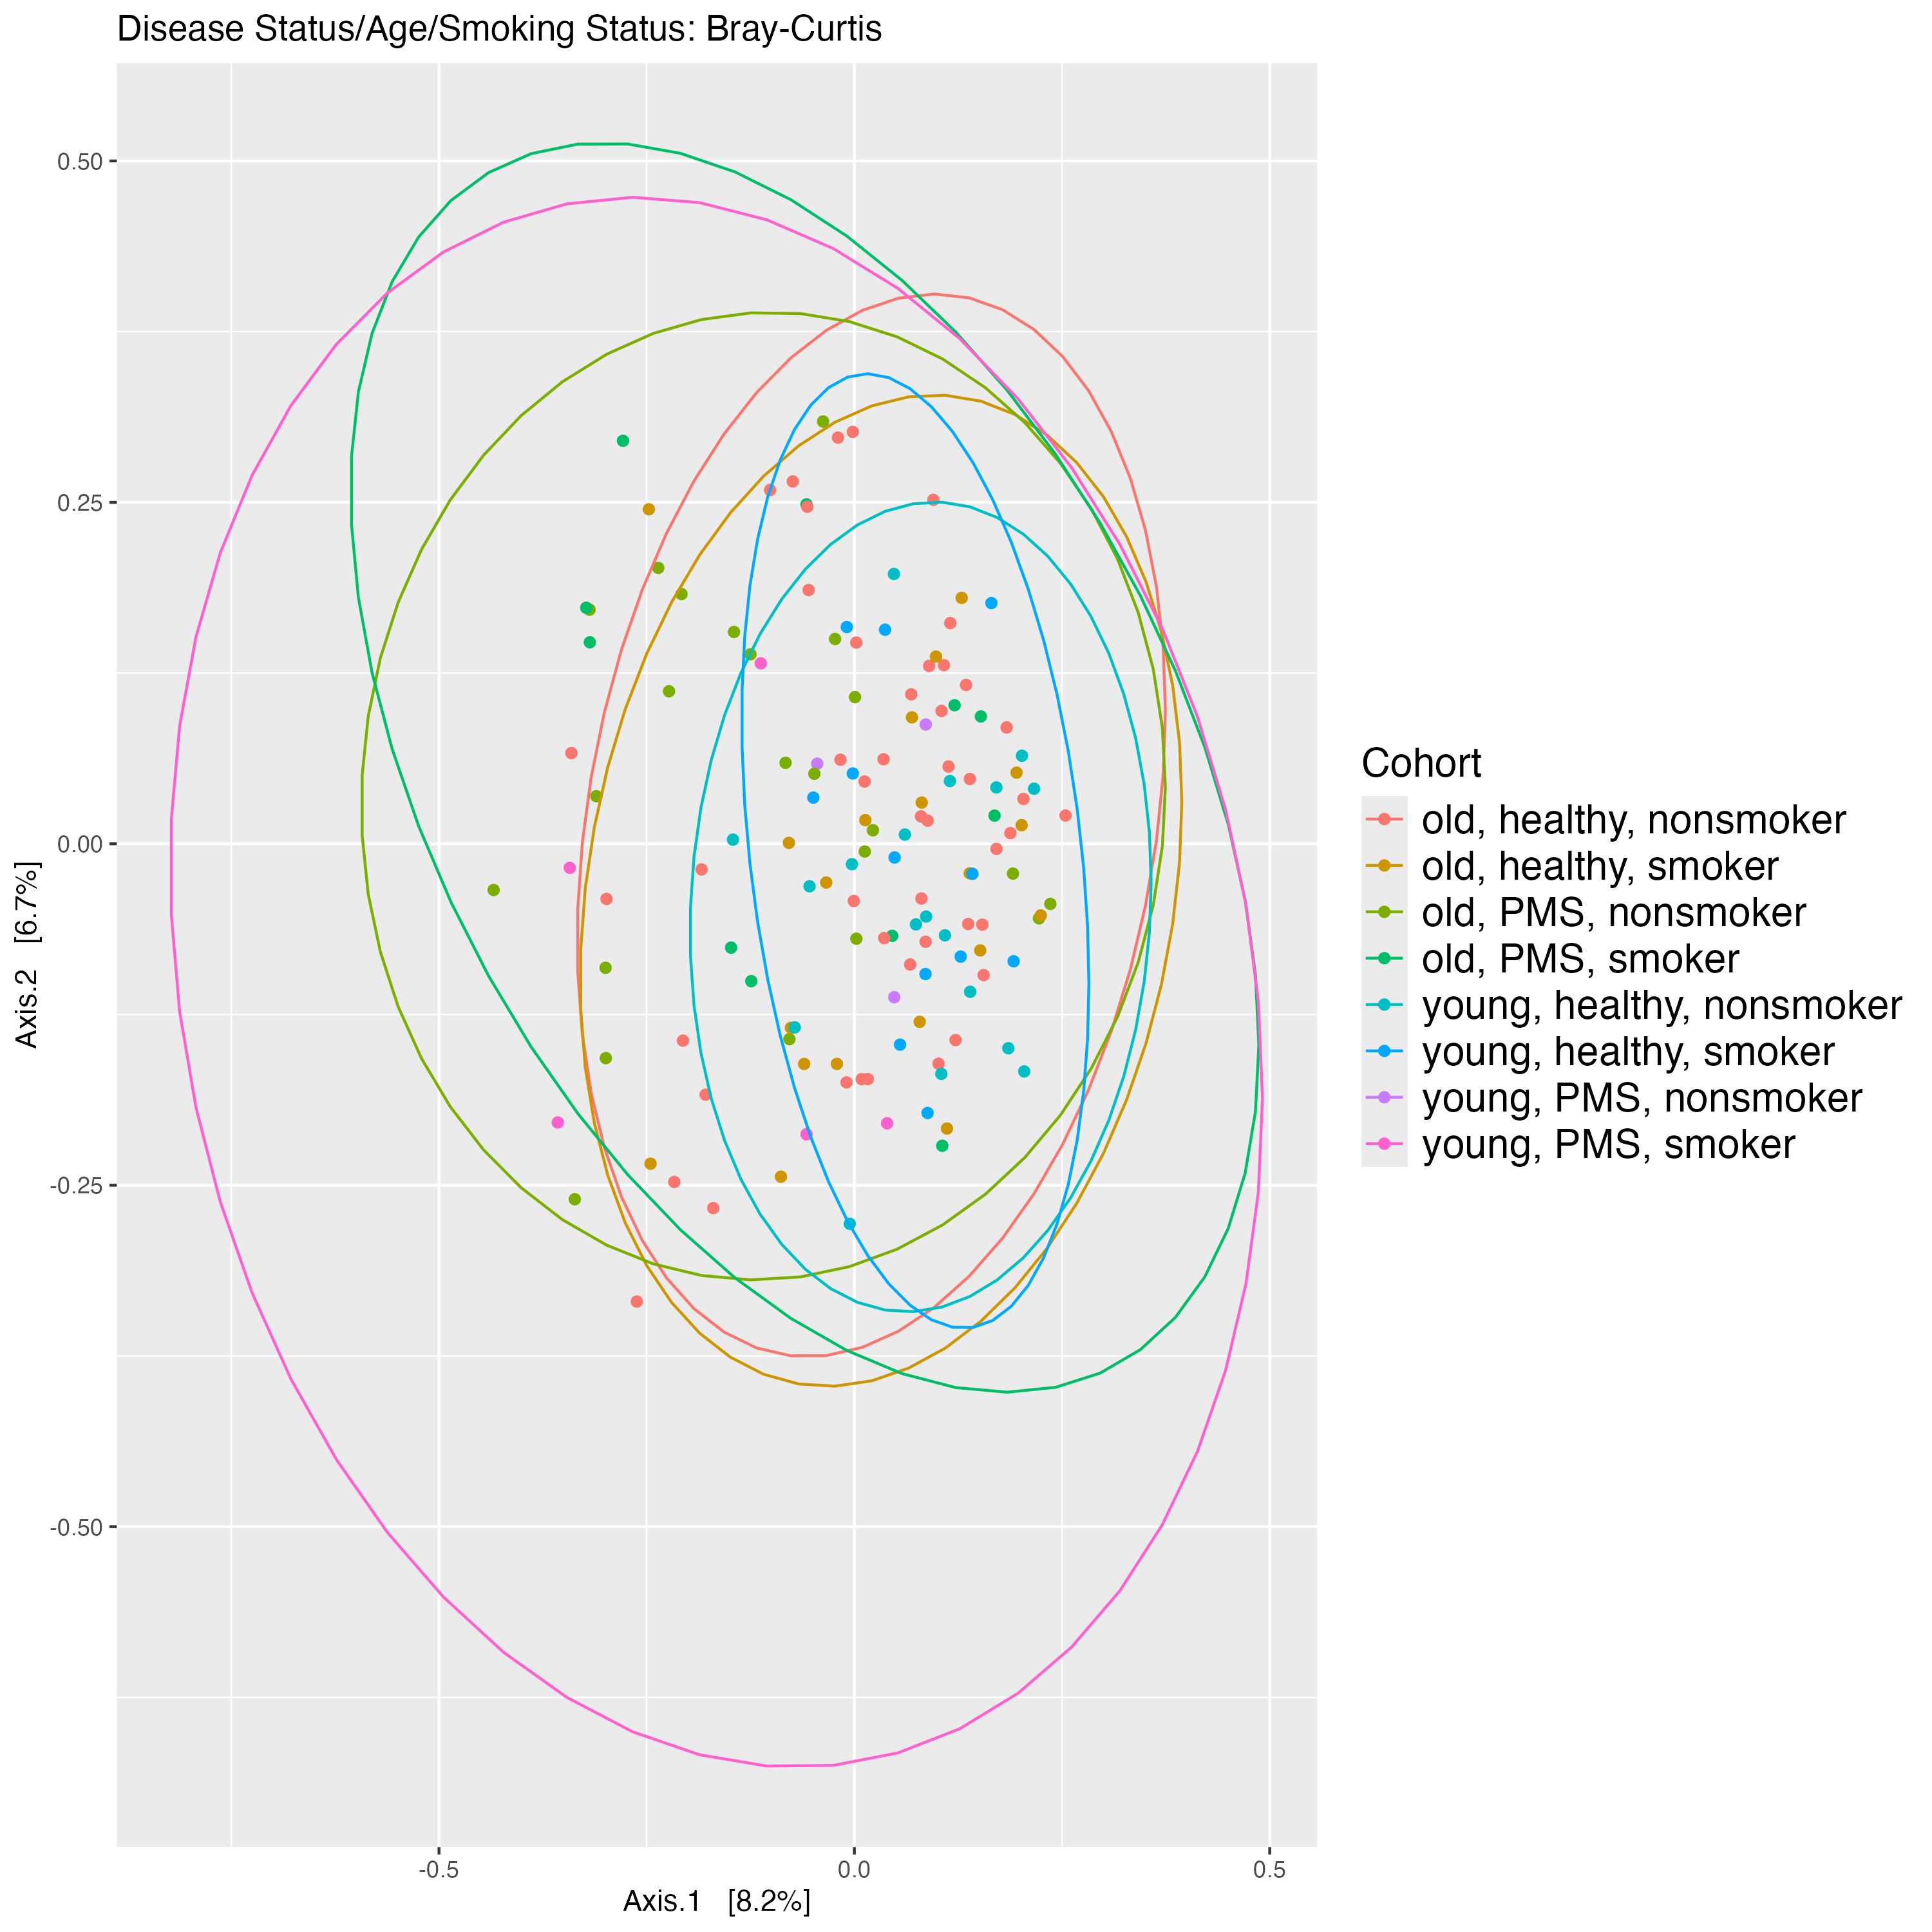 Disease Status/Age/Smoking Status: Bray-Curtis
0.50
0.25
0.00
-0.25
-0.50
Axis.2 [6.7%]
-0.5
0.0
0.5
Axis.1 [8.2%]
Cohort
old, healthy, nonsmoker
old, healthy, smoker
old, PMS, nonsmoker
old, PMS, smoker
young, healthy, nonsmoker
young, healthy, smoker
young, PMS, nonsmoker
young, PMS, smoker